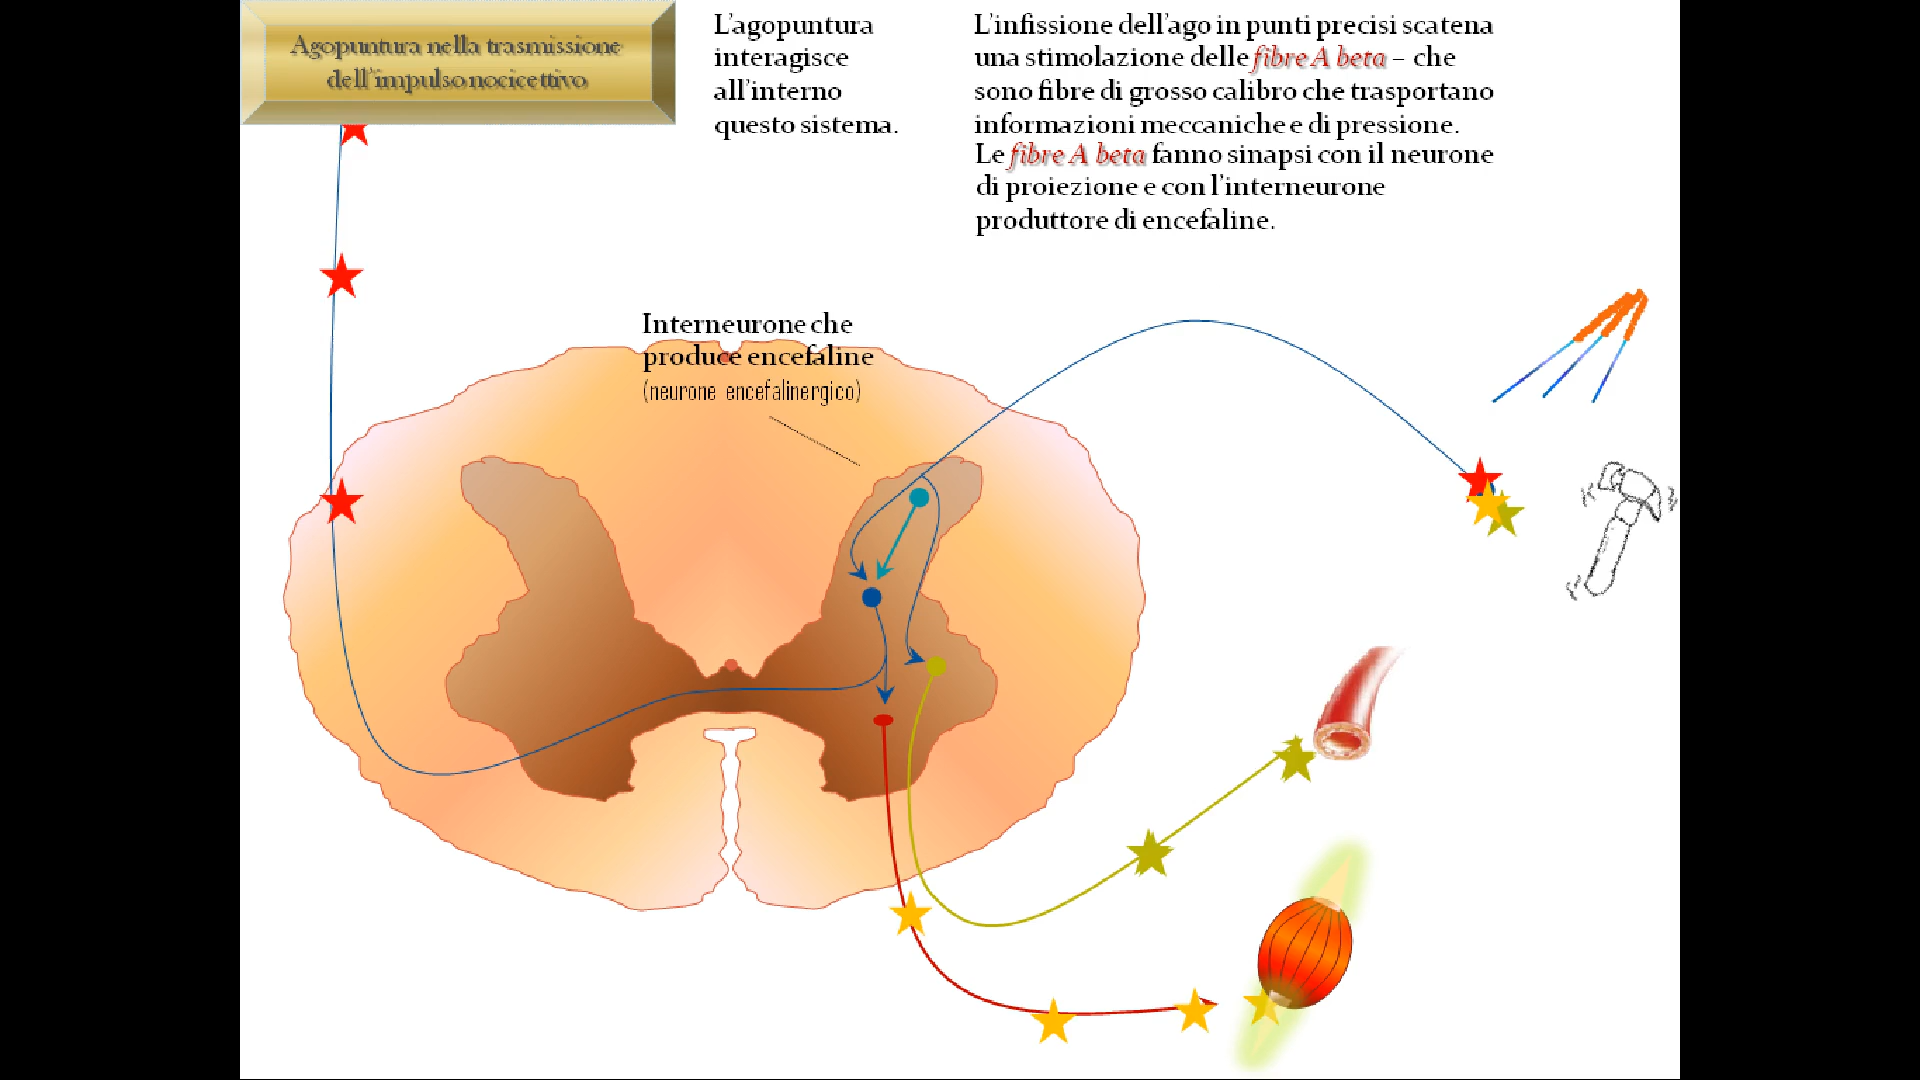 Agopuntura nella trasmissione
dell'impulso nocicettivo
L'agopuntura
interagisce
all'interno
questo sistema.
L'infissione dell'ago in punti precisi scatena
una stimolazione delle fibre A beta – che
sono fibre di grosso calibro che trasportano
informazioni meccaniche e di pressione.
Le fibre A beta fanno sinapsi con il neurone
di proiezione e con l'interneurone
produttore di encefaline.
Interneurone che
produce encefaline
(neurone encefalinergico)